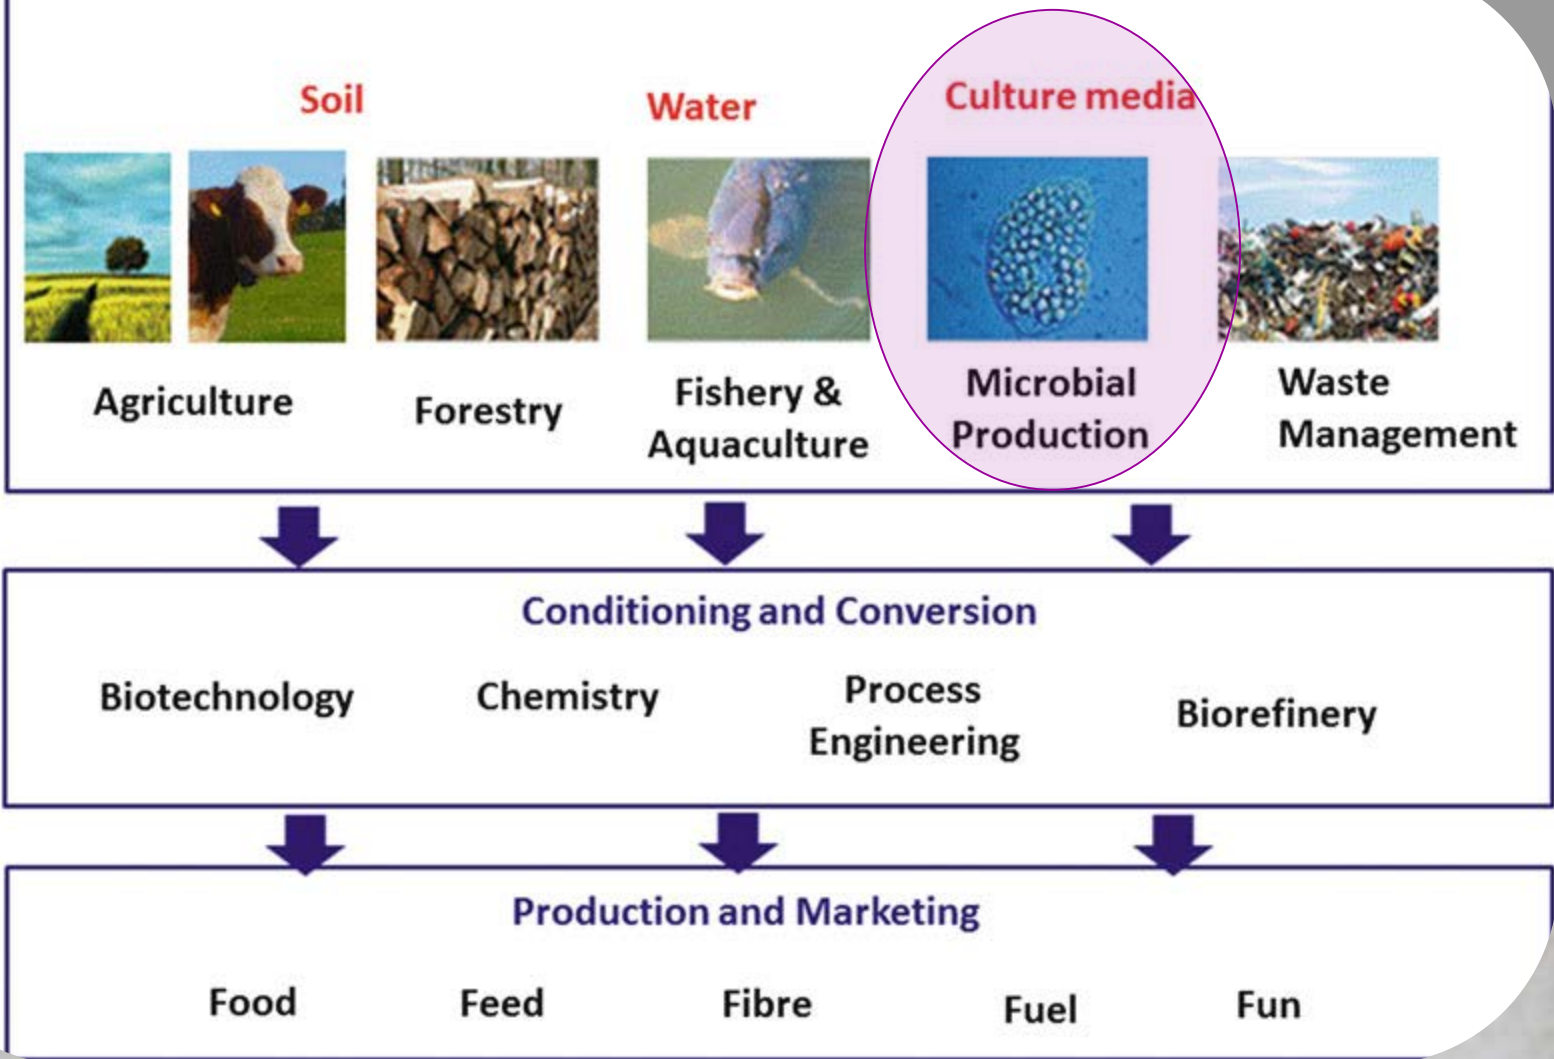 Soil
Water
Culture media
Agriculture
Forestry
Fishery &
Aquaculture
Microbial
Production
Waste
Management
Conditioning and Conversion
Biotechnology
Chemistry
Process
Engineering
Biorefinery
Production and Marketing
Food
Feed
Fibre
Fuel
Fun